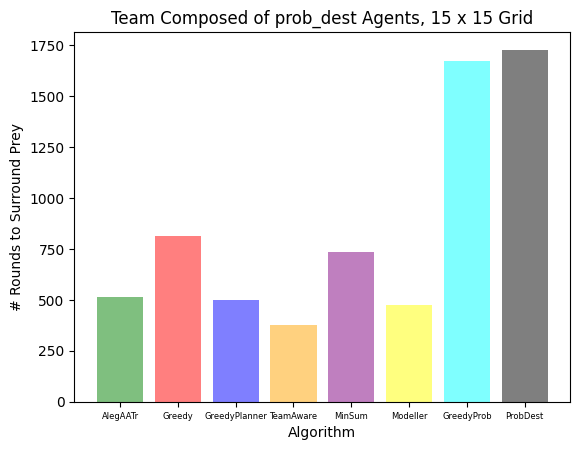 Team Composed of prob_dest Agents, 15 x 15 Grid
# Rounds to Surround Prey
1750
1500
1250
1000
750
500
250
0
AlegAATr Greedy GreedyPlanner TeamAware MinSum Modeller GreedyProb ProbDest
Algorithm